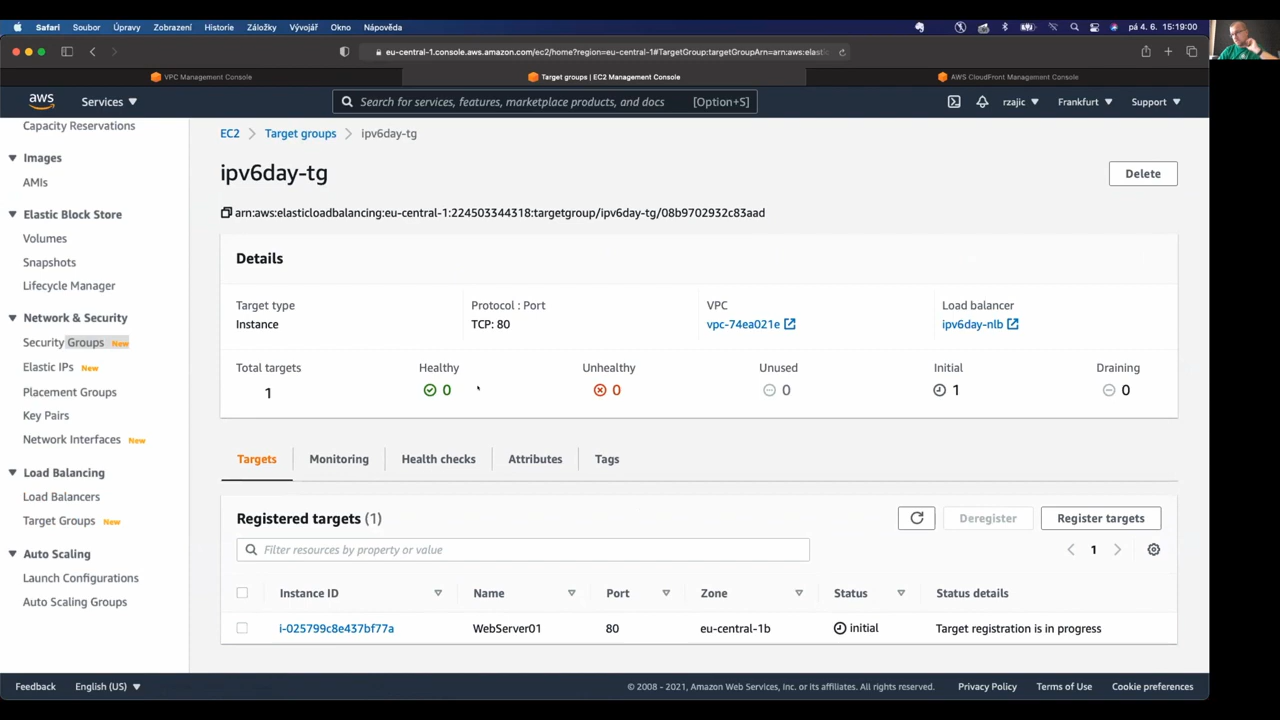 Safari Soubor Úpravy Zobrazení Historie Záložky Vývojář Okno Nápověda pá 4. 6. 15:19:00
eu-central-1.console.aws.amazon.com/ec2/home?region=eu-central-1#TargetGroup:targetGroupArn=arn:aws:elastic
VPC Management Console Target groups | EC2 Management Console AWS CloudFront Management Console
aws Services Search for services, features, marketplace products, and docs [Option+S] rzajic Frankfurt Support
Capacity Reservations
Images
AMIs
Elastic Block Store
Volumes
Snapshots
Lifecycle Manager
Network & Security
Security Groups New
Elastic IPs New
Placement Groups
Key Pairs
Network Interfaces New
Load Balancing
Load Balancers
Target Groups New
Auto Scaling
Launch Configurations
Auto Scaling Groups
EC2 Target groups ipv6day-tg
ipv6day-tg Delete
arn:aws:elasticloadbalancing:eu-central-1:224503344318:targetgroup/ipv6day-tg/08b9702932c83aad
Details
Target type Protocol : Port VPC Load balancer
Instance TCP: 80 vpc-74ea021e ipv6day-nlb
Total targets Healthy Unhealthy Unused Initial Draining
1 0 0 0 1 0
Targets Monitoring Health checks Attributes Tags
Registered targets (1) Deregister Register targets
Filter resources by property or value 1
Instance ID Name Port Zone Status Status details
i-025799c8e437bf77a WebServer01 80 eu-central-1b initial Target registration is in progress
Feedback English (US) © 2008 - 2021, Amazon Web Services, Inc. or its affiliates. All rights reserved. Privacy Policy Terms of Use Cookie preferences